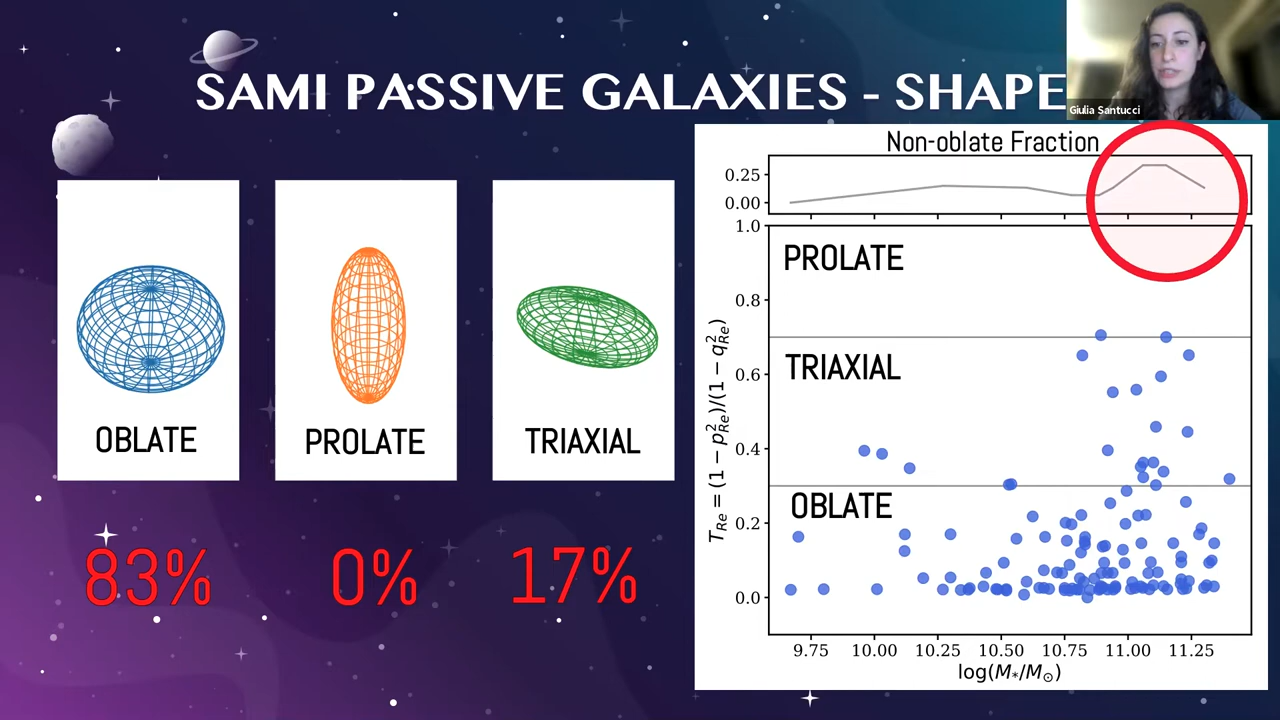 SAMI PASSIVE GALAXIES - SHAPE
Giulia Santucci
OBLATE
PROLATE
TRIAXIAL
83%
0%
17%
Non-oblate Fraction
0.25
0.00
1.0
0.8
0.6
0.4
0.2
0.0
PROLATE
TRIAXIAL
OBLATE
T_Re = (1 − p²_Re)/(1 − q²_Re)
9.75 10.00 10.25 10.50 10.75 11.00 11.25
log(M*/M⊙)